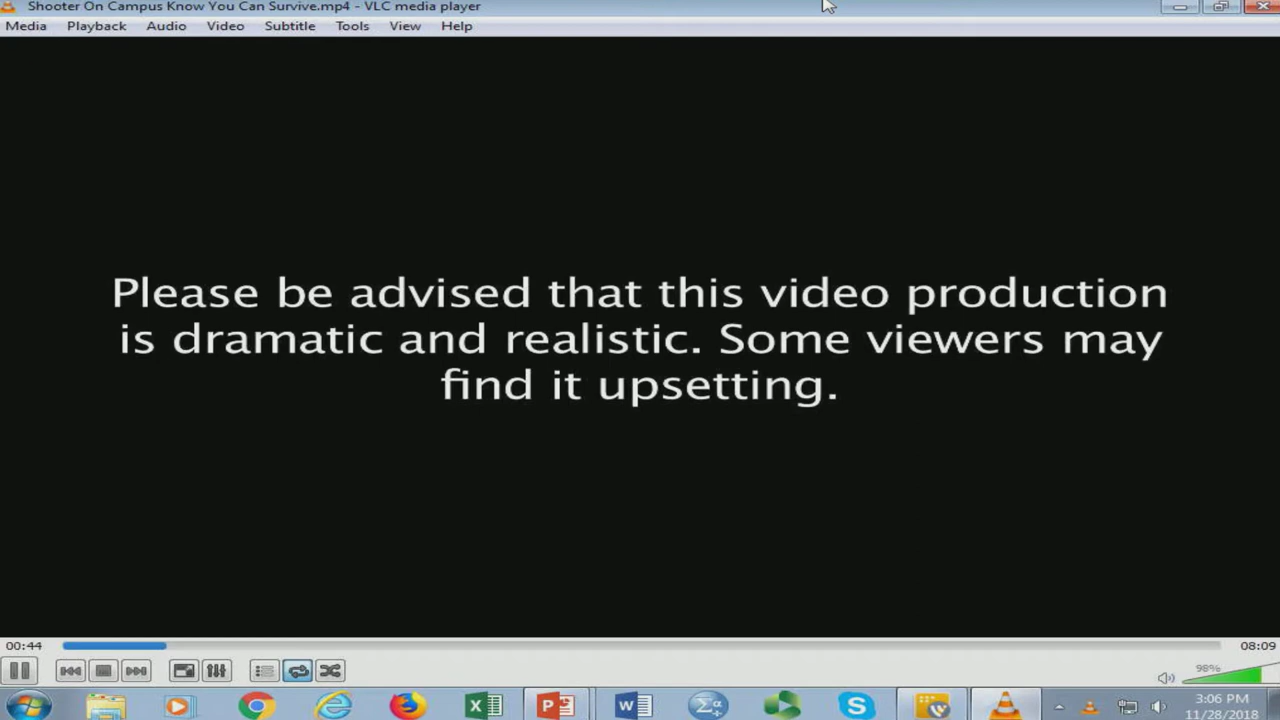 Shooter On Campus Know You Can Survive.mp4 - VLC media player
Media Playback Audio Video Subtitle Tools View Help
Please be advised that this video production
is dramatic and realistic. Some viewers may
find it upsetting.
00:44
08:09
98%
3:06 PM
11/28/2018